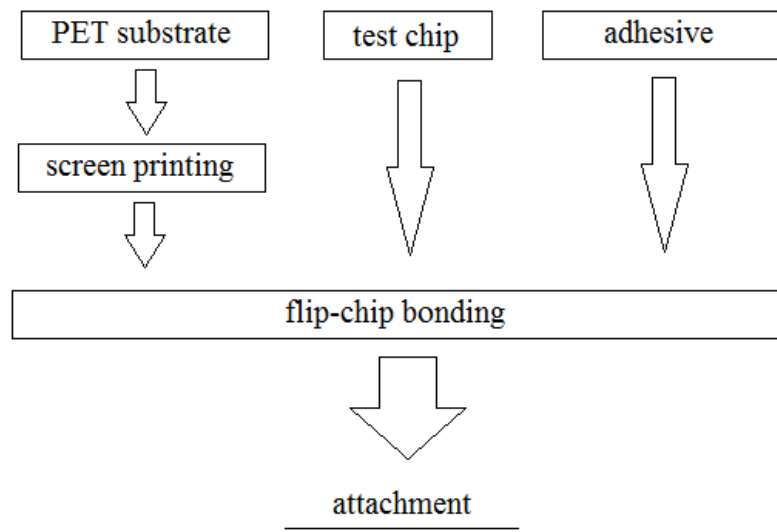 PET substrate
test chip
adhesive
screen printing
flip-chip bonding
attachment